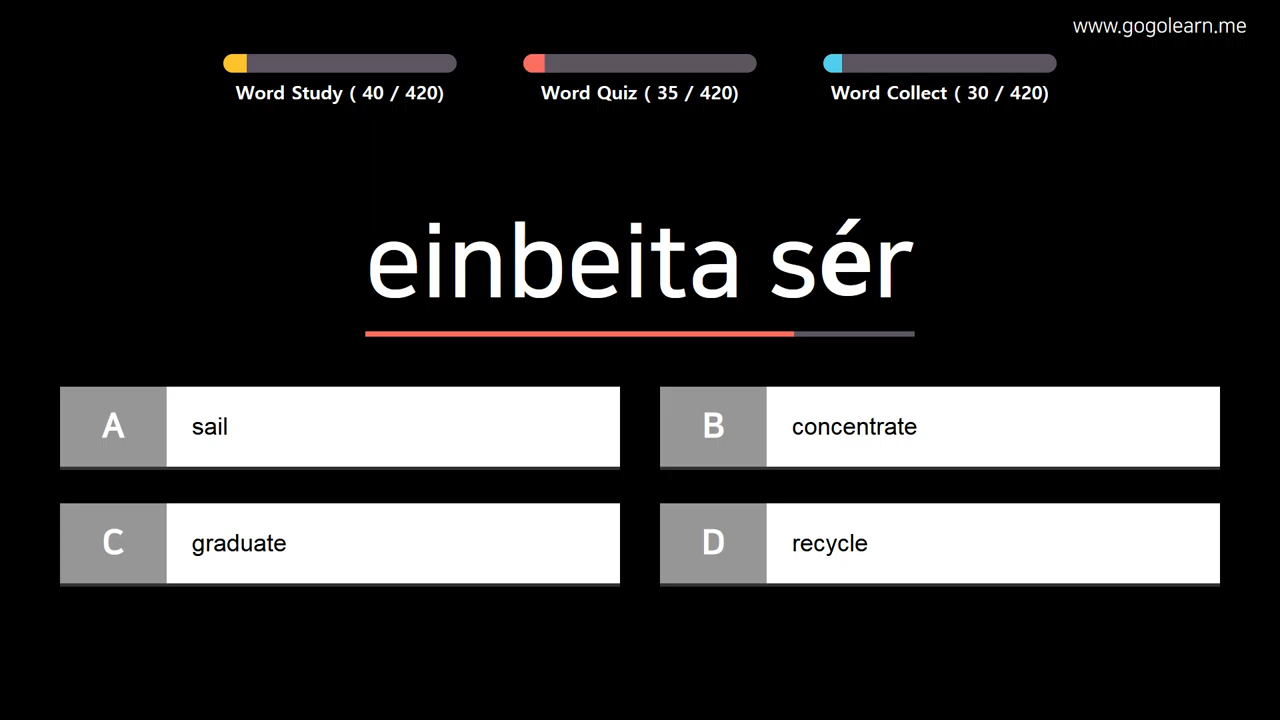 www.gogolearn.me
Word Study ( 40 / 420)
Word Quiz ( 35 / 420)
Word Collect ( 30 / 420)
einbeita sér
A sail
B concentrate
C graduate
D recycle